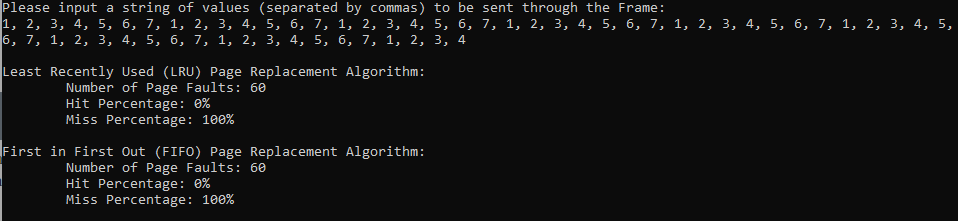 Please input a string of values (separated by commas) to be sent through the Frame:
1, 2, 3, 4, 5, 6, 7, 1, 2, 3, 4, 5, 6, 7, 1, 2, 3, 4, 5, 6, 7, 1, 2, 3, 4, 5, 6, 7, 1, 2, 3, 4, 5, 6, 7, 1, 2, 3, 4, 5,
6, 7, 1, 2, 3, 4, 5, 6, 7, 1, 2, 3, 4, 5, 6, 7, 1, 2, 3, 4
Least Recently Used (LRU) Page Replacement Algorithm:
Number of Page Faults: 60
Hit Percentage: 0%
Miss Percentage: 100%
First in First Out (FIFO) Page Replacement Algorithm:
Number of Page Faults: 60
Hit Percentage: 0%
Miss Percentage: 100%